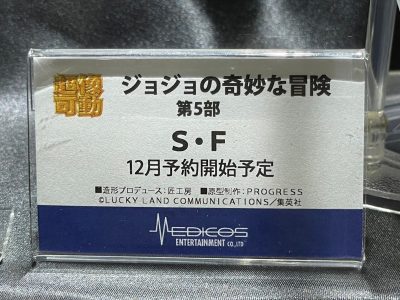 超像可動
ジョジョの奇妙な冒険
第5部
S・F
12月予約開始予定
■造形プロデュース：匠工房 ■原型制作：PROGRESS
©LUCKY LAND COMMUNICATIONS／集英社
MEDICOS
ENTERTAINMENT CO.,LTD